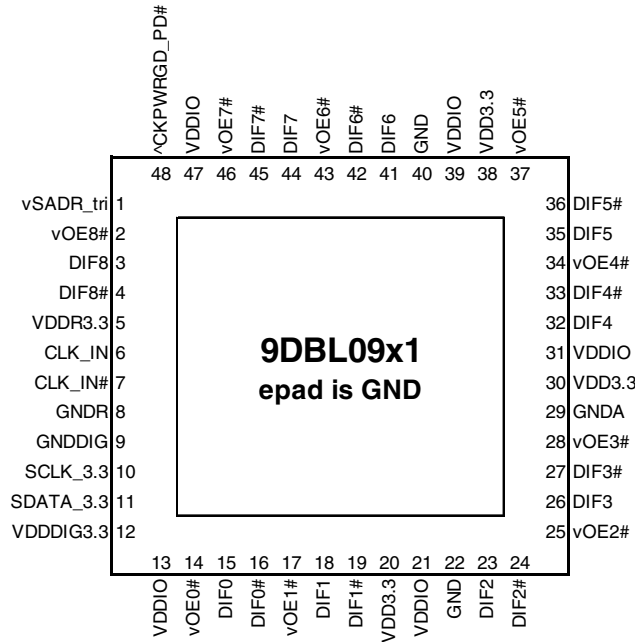 ^CKPWRGD_PD#
VDDIO
vOE7#
DIF7#
DIF7
vOE6#
DIF6#
DIF6
GND
VDDIO
VDD3.3
vOE5#
48 47 46 45 44 43 42 41 40 39 38 37
vSADR_tri 1
vOE8# 2
DIF8 3
DIF8# 4
VDDR3.3 5
CLK_IN 6
CLK_IN# 7
GNDR 8
GNDDIG 9
SCLK_3.3 10
SDATA_3.3 11
VDDDIG3.3 12
9DBL09x1
epad is GND
36 DIF5#
35 DIF5
34 vOE4#
33 DIF4#
32 DIF4
31 VDDIO
30 VDD3.3
29 GNDA
28 vOE3#
27 DIF3#
26 DIF3
25 vOE2#
13 14 15 16 17 18 19 20 21 22 23 24
VDDIO
vOE0#
DIF0
DIF0#
vOE1#
DIF1
DIF1#
VDD3.3
VDDIO
GND
DIF2
DIF2#